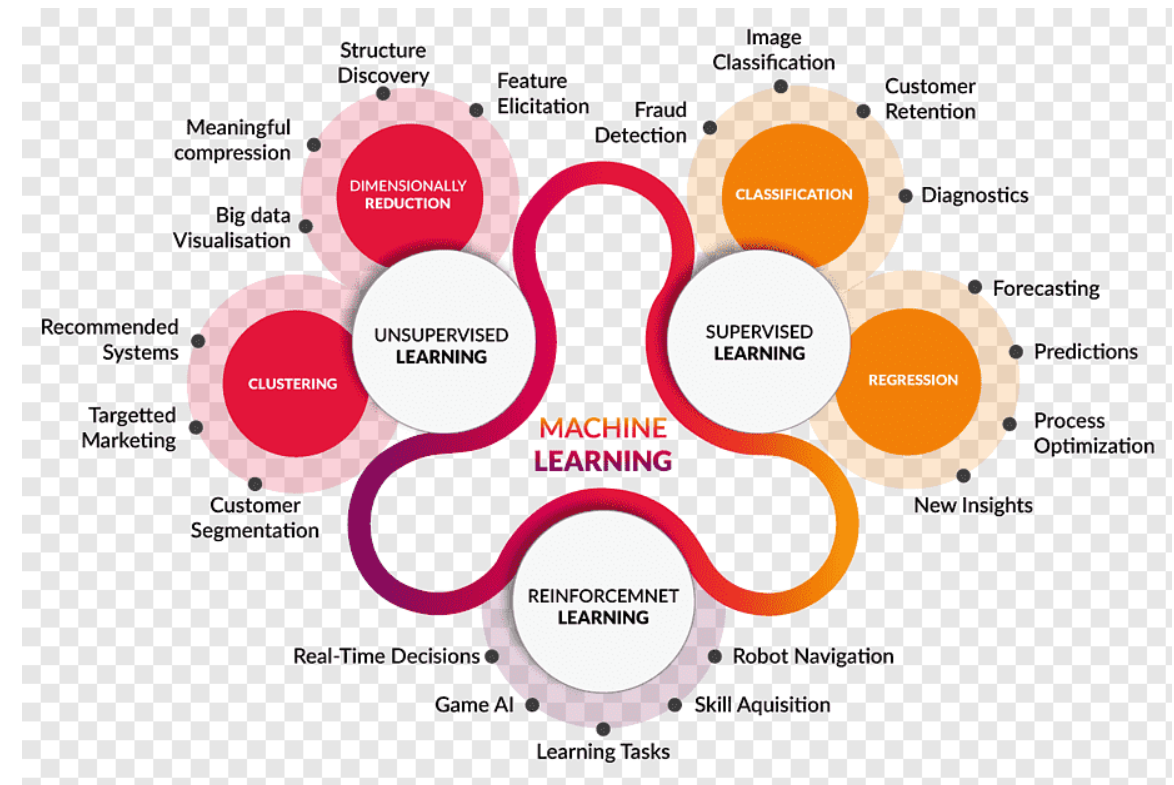 Structure
Discovery
Feature
Elicitation
Meaningful
compression
DIMENSIONALLY
REDUCTION
Big data
Visualisation
UNSUPERVISED
LEARNING
Recommended
Systems
CLUSTERING
Targetted
Marketing
Customer
Segmentation
Image
Classification
Fraud
Detection
Customer
Retention
CLASSIFICATION
Diagnostics
SUPERVISED
LEARNING
Forecasting
Predictions
REGRESSION
Process
Optimization
New Insights
MACHINE
LEARNING
REINFORCEMNET
LEARNING
Real-Time Decisions
Robot Navigation
Game AI
Skill Aquisition
Learning Tasks